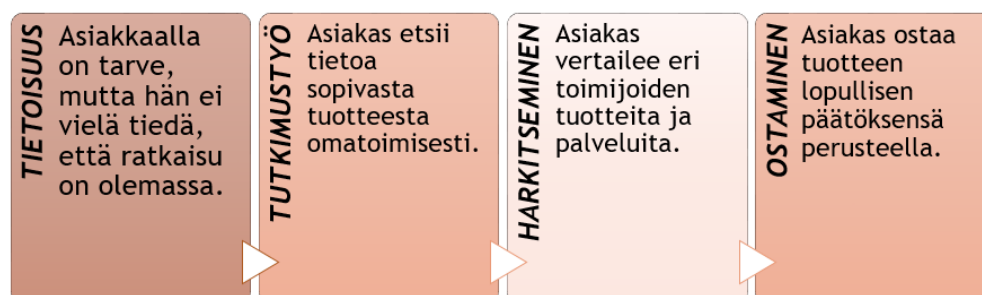 TIETOISUUS
Asiakkaalla
on tarve,
mutta hän ei
vielä tiedä,
että ratkaisu
on olemassa.
TUTKIMUSTYÖ
Asiakas etsii
tietoa
sopivasta
tuotteesta
omatoimisesti.
HARKITSEMINEN
Asiakas
vertailee eri
toimijoiden
tuotteita ja
palveluita.
OSTAMINEN
Asiakas ostaa
tuotteen
lopullisen
päätöksensä
perusteella.